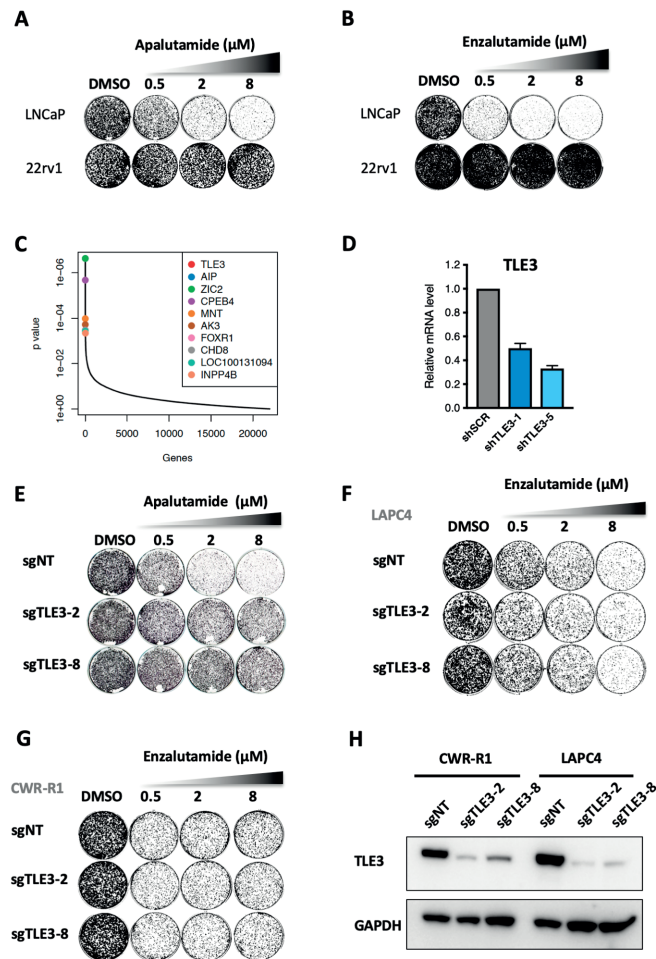 A
Apalutamide (μM)
DMSO 0.5 2 8
LNCaP
22rv1
B
Enzalutamide (μM)
DMSO 0.5 2 8
LNCaP
22rv1
C
p value
1e-06
1e-04
1e-02
1e+00
0 5000 10000 15000 20000
Genes
TLE3
AIP
ZIC2
CPEB4
MNT
AK3
FOXR1
CHD8
LOC100131094
INPP4B
D
TLE3
Relative mRNA level
1.2
1.0
0.8
0.6
0.4
0.2
0.0
shSCR
shTLE3-1
shTLE3-5
E
Apalutamide (μM)
DMSO 0.5 2 8
sgNT
sgTLE3-2
sgTLE3-8
F
Enzalutamide (μM)
LAPC4
DMSO 0.5 2 8
sgNT
sgTLE3-2
sgTLE3-8
G
Enzalutamide (μM)
CWR-R1
DMSO 0.5 2 8
sgNT
sgTLE3-2
sgTLE3-8
H
CWR-R1 LAPC4
sgNT sgTLE3-2 sgTLE3-8 sgNT sgTLE3-2 sgTLE3-8
TLE3
GAPDH